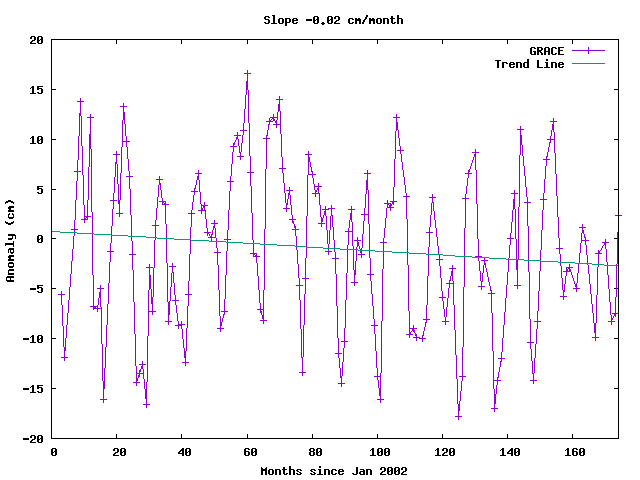 Slope -0.02 cm/month
GRACE
Trend Line
20
15
10
5
0
-5
-10
-15
-20
Anomaly (cm)
0 20 40 60 80 100 120 140 160
Months since Jan 2002